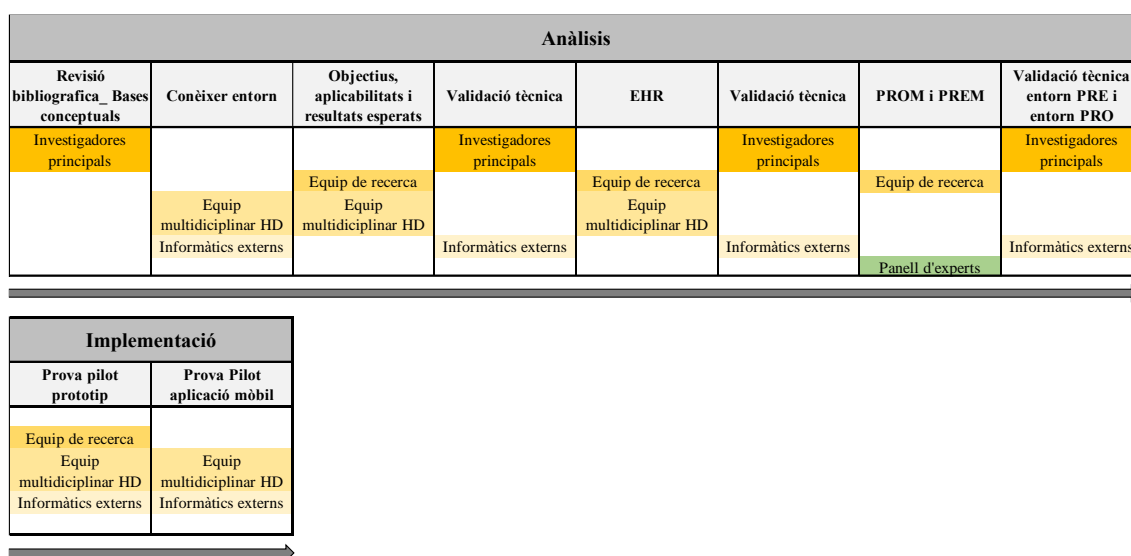 Anàlisis
Revisió
bibliografica_ Bases
conceptuals
Conèixer entorn
Objectius,
aplicabilitats i
resultats esperats
Validació tècnica
EHR
Validació tècnica
PROM i PREM
Validació tècnica
entorn PRE i
entorn PRO
Investigadores
principals
Investigadores
principals
Investigadores
principals
Investigadores
principals
Equip de recerca
Equip de recerca
Equip de recerca
Equip
multidiciplinar HD
Equip
multidiciplinar HD
Equip
multidiciplinar HD
Informàtics externs
Informàtics externs
Informàtics externs
Informàtics externs
Panell d'experts
Implementació
Prova pilot
prototip
Prova Pilot
aplicació mòbil
Equip de recerca
Equip
multidiciplinar HD
Equip
multidiciplinar HD
Informàtics externs
Informàtics externs